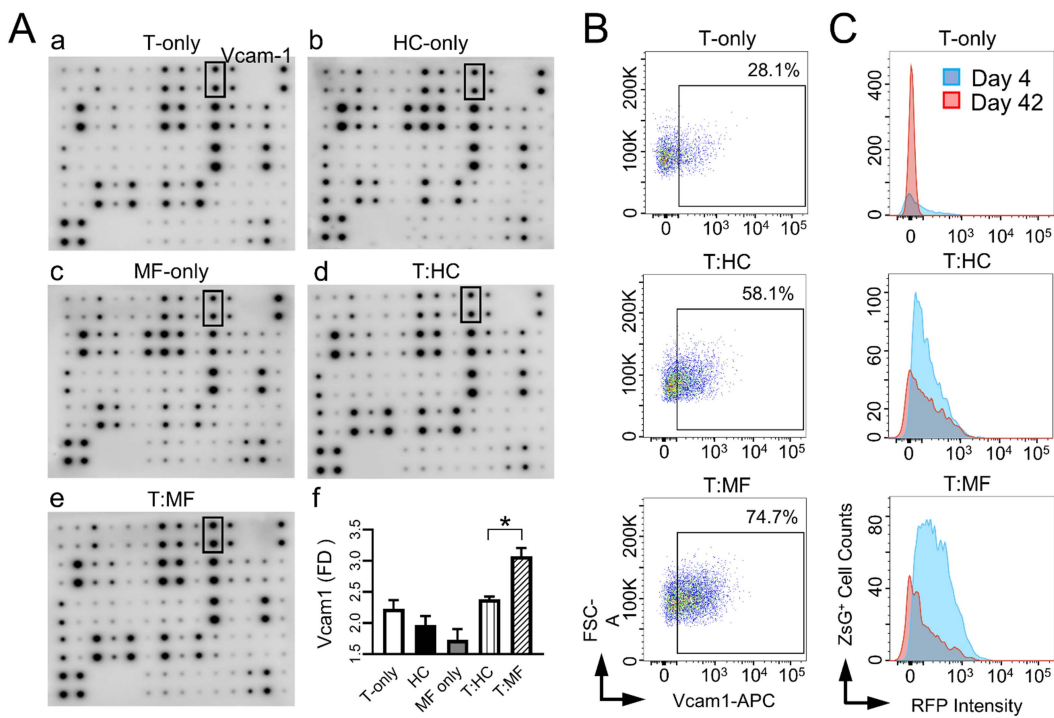 A
a
T-only
Vcam-1
b
HC-only
c
MF-only
d
T:HC
e
T:MF
f
Vcam1 (FD)
3.5
3.0
2.5
2.0
1.5
*
T-only
HC
MF only
T:HC
T:MF
B
T-only
28.1%
200K
100K
0
0 10³ 10⁴ 10⁵
T:HC
58.1%
200K
100K
0
0 10³ 10⁴ 10⁵
T:MF
74.7%
200K
100K
0
0 10³ 10⁴ 10⁵
FSC-
A
Vcam1-APC
C
T-only
Day 4
Day 42
400
200
0
0 10³ 10⁴ 10⁵
T:HC
100
60
20
0
0 10³ 10⁴ 10⁵
T:MF
80
40
0
0 10³ 10⁴ 10⁵
ZsG⁺ Cell Counts
RFP Intensity